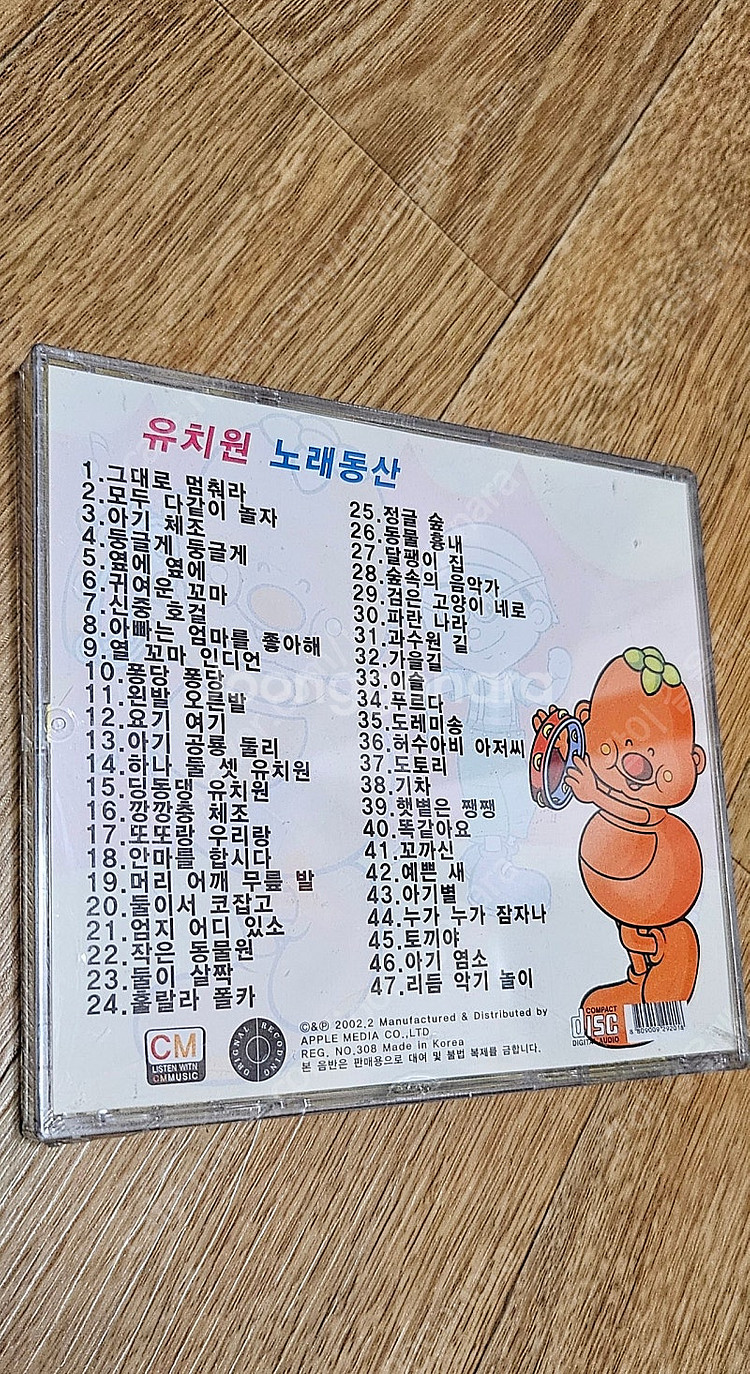 유치원 노래동산
1.그대로 멈춰라
2.모두 다같이 놀자
3.아기 체조
4.둥글게 둥글게
5.옆에 옆에
6.귀여운 꼬마
7.신중 호걸
8.아빠는 엄마를 좋아해
9.열 꼬마 인디언
10.퐁당 퐁당
11.왼발 오른발
12.요기 여기
13.아기 공룡 둘리
14.하나 둘 셋 유치원
15.딩동댕 유치원
16.깡깡충 체조
17.또또랑 우리랑
18.안마를 합시다
19.머리 어깨 무릎 발
20.둘이서 코잡고
21.엄지 어디 있소
22.작은 동물원
23.둘이 살짝
24.훌랄라 폴카
25.정글 숲
26.동물 흉내
27.달팽이 집
28.숲속의 음악가
29.검은 고양이 네로
30.파란 나라
31.과수원 길
32.가을길
33.이슬
34.푸르다
35.도레미송
36.허수아비 아저씨
37.도토리
38.기차
39.햇볕은 쨍쨍
40.똑같아요
41.꼬까신
42.예쁜 새
43.아기별
44.누가 누가 잠자나
45.토끼야
46.아기 염소
47.리듬 악기 놀이
CM
LISTEN WITH
CMMUSIC
ORIGINAL RECODING
©&℗ 2002.2 Manufactured & Distributed by
APPLE MEDIA CO.,LTD
REG. NO.308 Made in Korea
본 음반은 판매용으로 대여 및 불법 복제를 금합니다.
COMPACT
disc
DIGITAL AUDIO